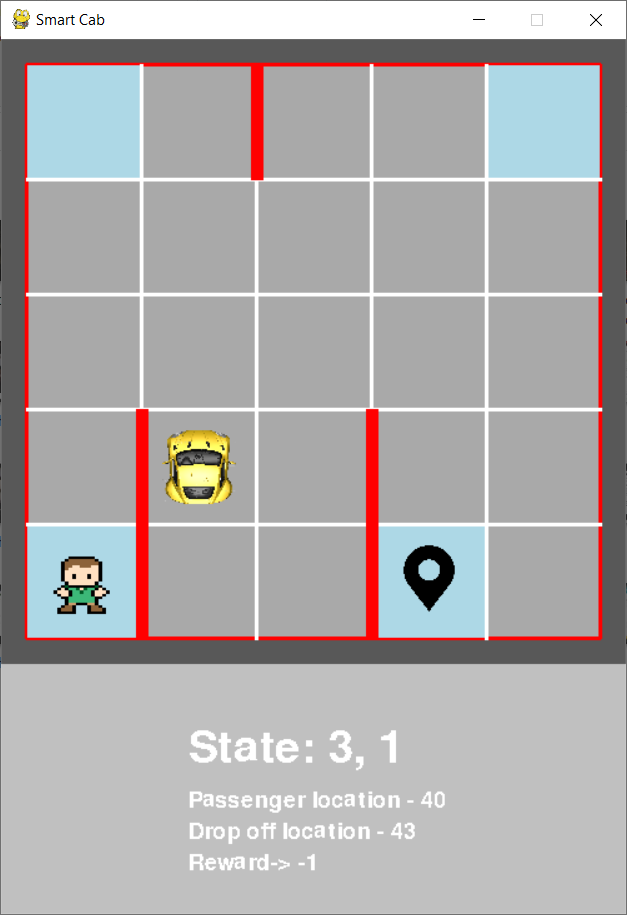 Smart Cab
State: 3, 1
Passenger location - 40
Drop off location - 43
Reward-> -1